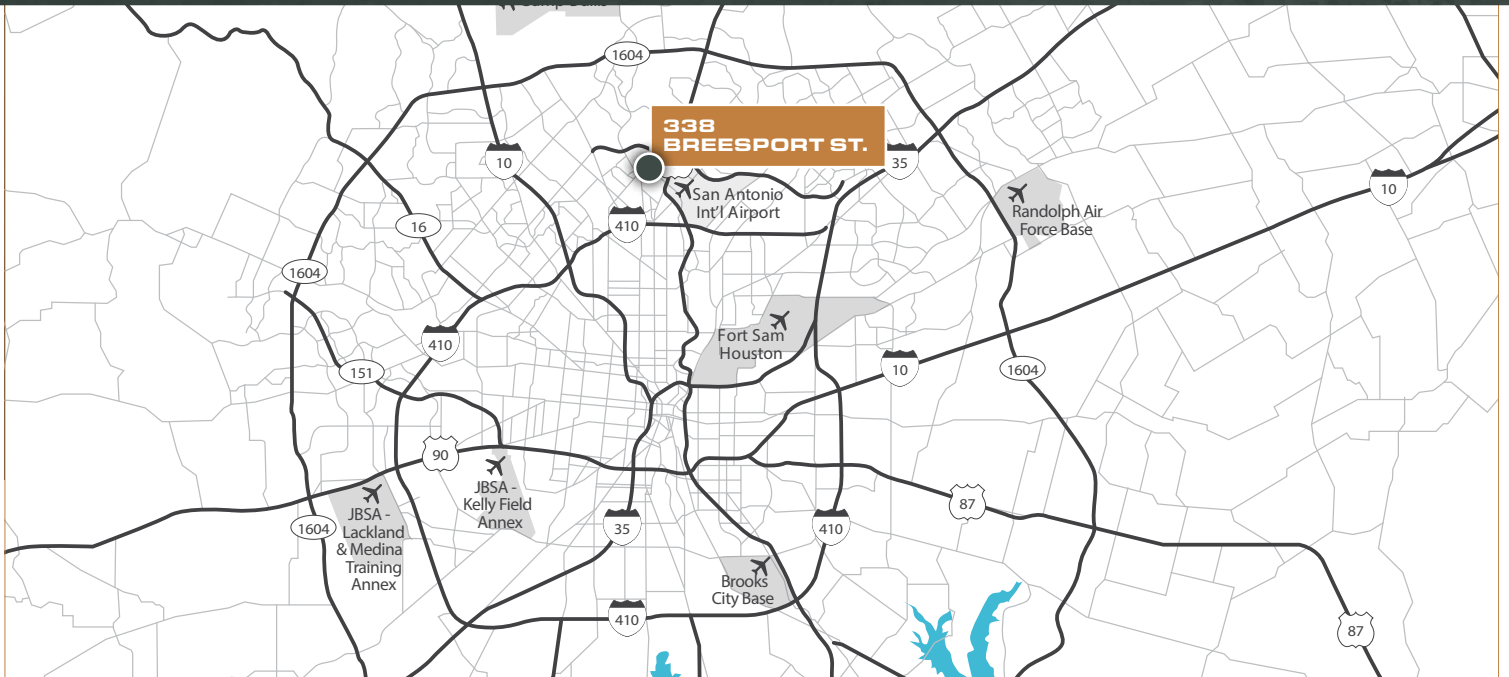 1604
338
BREESPORT ST.
10
35
10
San Antonio
Int'l Airport
Randolph Air
Force Base
16
410
1604
Fort Sam
Houston
410
151
10
1604
90
JBSA -
Kelly Field
Annex
87
JBSA -
Lackland
& Medina
Training
Annex
1604
35
410
Brooks
City Base
410
87